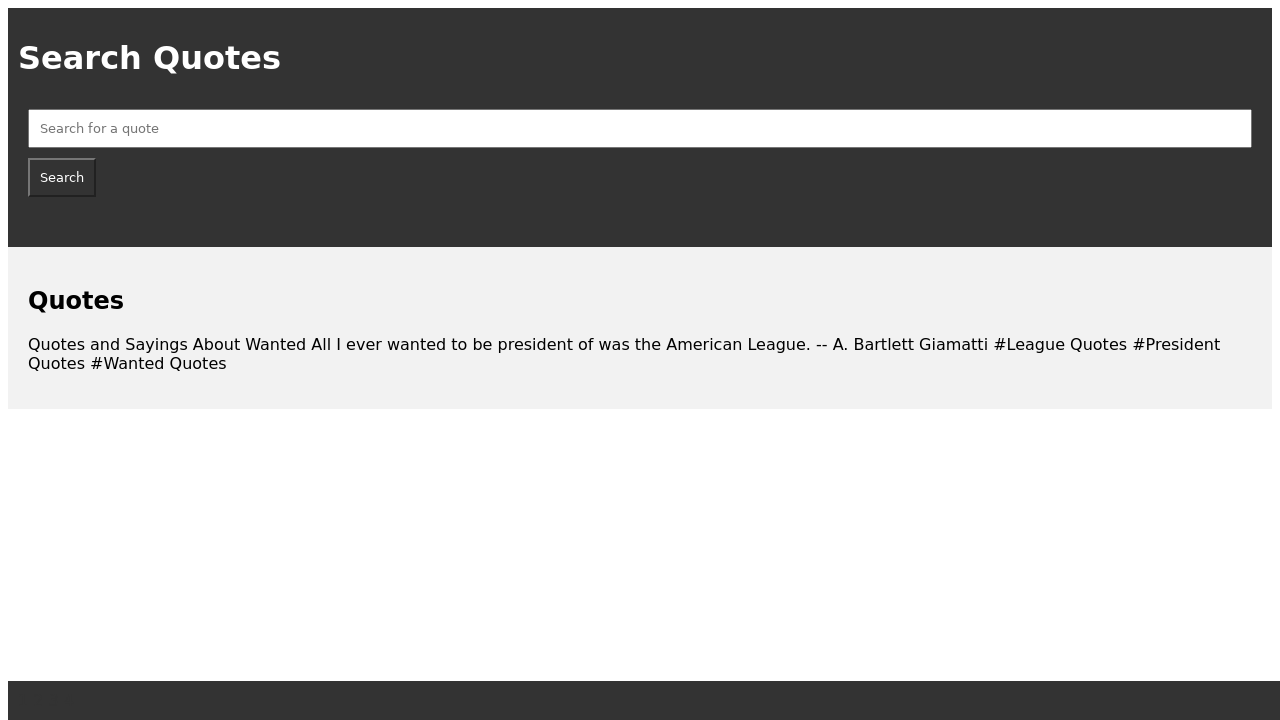 Search Quotes
Search for a quote
Search
Quotes
Quotes and Sayings About Wanted All I ever wanted to be president of was the American League. -- A. Bartlett Giamatti #League Quotes #President
Quotes #Wanted Quotes